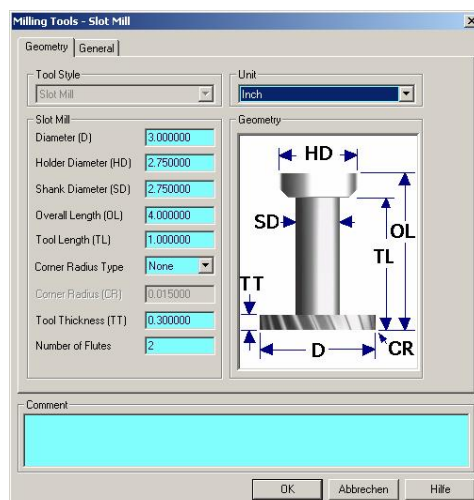 Milling Tools - Slot Mill
Geometry General
Tool Style
Slot Mill
Unit
Inch
Slot Mill
Diameter (D) 3.000000
Holder Diameter (HD) 2.750000
Shank Diameter (SD) 2.750000
Overall Length (OL) 4.000000
Tool Length (TL) 1.000000
Corner Radius Type None
Corner Radius (CR) 0.015000
Tool Thickness (TT) 0.300000
Number of Flutes 2
Geometry
HD
SD
OL
TL
TT
D
CR
Comment
OK Abbrechen Hilfe